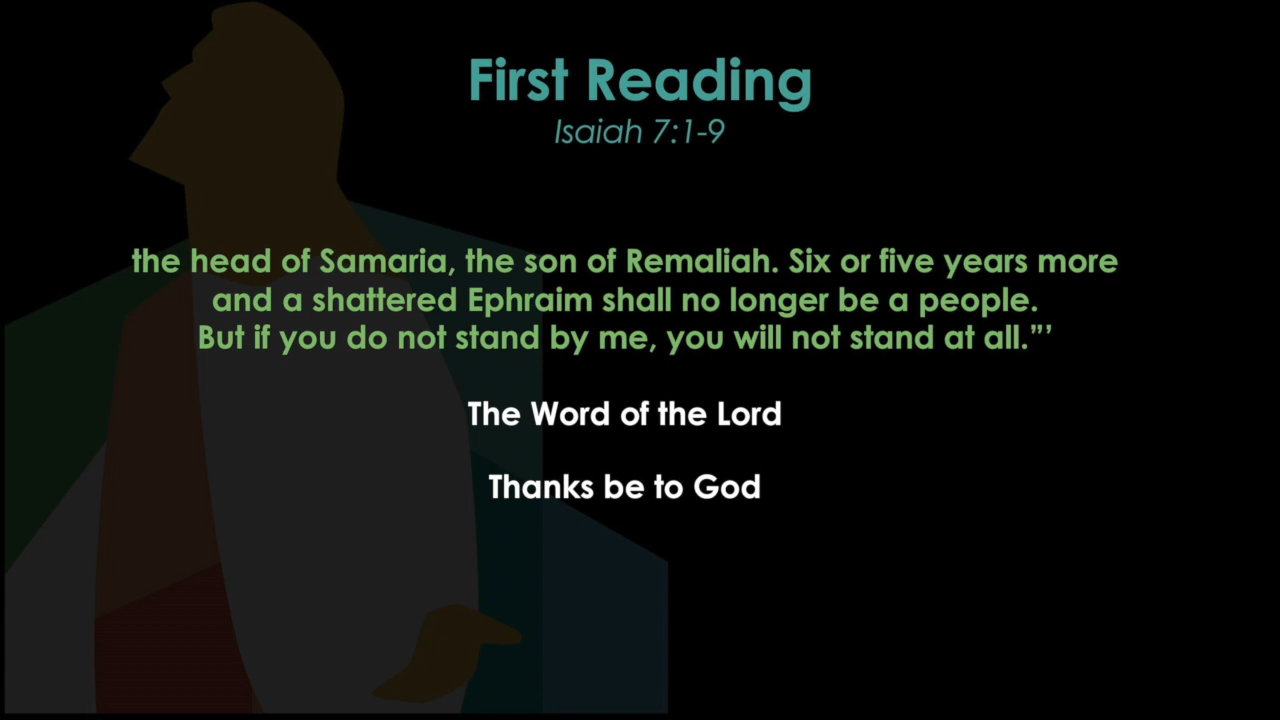 First Reading
Isaiah 7:1-9
the head of Samaria, the son of Remaliah. Six or five years more
and a shattered Ephraim shall no longer be a people.
But if you do not stand by me, you will not stand at all.”’
The Word of the Lord
Thanks be to God